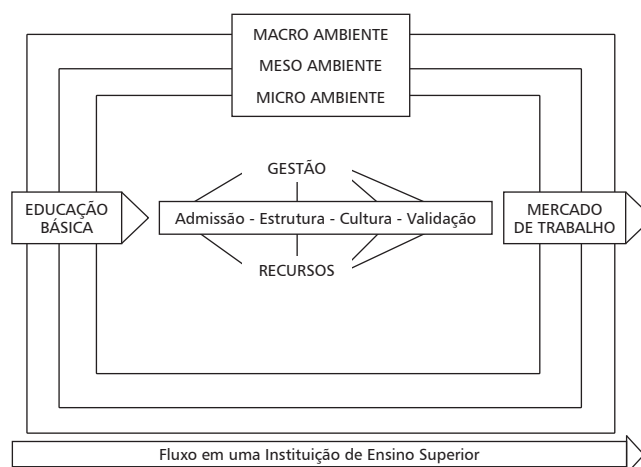 MACRO AMBIENTE
MESO AMBIENTE
MICRO AMBIENTE
GESTÃO
EDUCAÇÃO
BÁSICA
Admissão - Estrutura - Cultura - Validação
MERCADO
DE TRABALHO
RECURSOS
Fluxo em uma Instituição de Ensino Superior